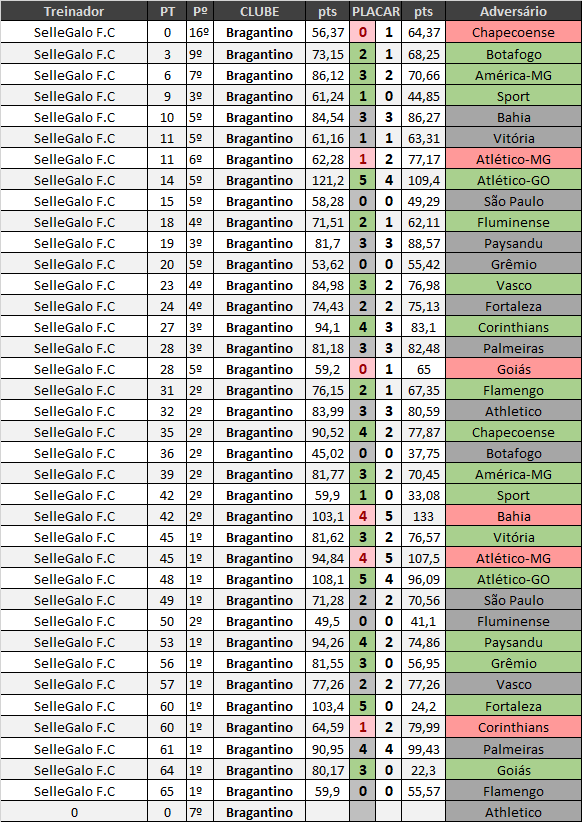 Treinador PT Pº CLUBE pts PLACAR pts Adversário
SelleGalo F.C 0 16º Bragantino 56,37 0 1 64,37 Chapecoense
SelleGalo F.C 3 9º Bragantino 73,15 2 1 68,25 Botafogo
SelleGalo F.C 6 7º Bragantino 86,12 3 2 70,66 América-MG
SelleGalo F.C 9 3º Bragantino 61,24 1 0 44,85 Sport
SelleGalo F.C 10 5º Bragantino 84,54 3 3 86,27 Bahia
SelleGalo F.C 11 5º Bragantino 61,16 1 1 63,31 Vitória
SelleGalo F.C 11 6º Bragantino 62,28 1 2 77,17 Atlético-MG
SelleGalo F.C 14 5º Bragantino 121,2 5 4 109,4 Atlético-GO
SelleGalo F.C 15 5º Bragantino 58,28 0 0 49,29 São Paulo
SelleGalo F.C 18 4º Bragantino 71,51 2 1 62,11 Fluminense
SelleGalo F.C 19 3º Bragantino 81,7 3 3 88,57 Paysandu
SelleGalo F.C 20 5º Bragantino 53,62 0 0 55,42 Grêmio
SelleGalo F.C 23 4º Bragantino 84,98 3 2 76,98 Vasco
SelleGalo F.C 24 4º Bragantino 74,43 2 2 75,13 Fortaleza
SelleGalo F.C 27 3º Bragantino 94,1 4 3 83,1 Corinthians
SelleGalo F.C 28 3º Bragantino 81,18 3 3 82,48 Palmeiras
SelleGalo F.C 28 5º Bragantino 59,2 0 1 65 Goiás
SelleGalo F.C 31 2º Bragantino 76,15 2 1 67,35 Flamengo
SelleGalo F.C 32 2º Bragantino 83,99 3 3 80,59 Athletico
SelleGalo F.C 35 2º Bragantino 90,52 4 2 77,87 Chapecoense
SelleGalo F.C 36 2º Bragantino 45,02 0 0 37,75 Botafogo
SelleGalo F.C 39 2º Bragantino 81,77 3 2 70,45 América-MG
SelleGalo F.C 42 2º Bragantino 59,9 1 0 33,08 Sport
SelleGalo F.C 42 2º Bragantino 103,1 4 5 133 Bahia
SelleGalo F.C 45 1º Bragantino 81,62 3 2 76,57 Vitória
SelleGalo F.C 45 1º Bragantino 94,84 4 5 107,5 Atlético-MG
SelleGalo F.C 48 1º Bragantino 108,1 5 4 96,09 Atlético-GO
SelleGalo F.C 49 1º Bragantino 71,28 2 2 70,56 São Paulo
SelleGalo F.C 50 2º Bragantino 49,5 0 0 41,1 Fluminense
SelleGalo F.C 53 1º Bragantino 94,26 4 2 74,86 Paysandu
SelleGalo F.C 56 1º Bragantino 81,55 3 0 56,95 Grêmio
SelleGalo F.C 57 1º Bragantino 77,26 2 2 77,26 Vasco
SelleGalo F.C 60 1º Bragantino 103,4 5 0 24,2 Fortaleza
SelleGalo F.C 60 1º Bragantino 64,59 1 2 79,99 Corinthians
SelleGalo F.C 61 1º Bragantino 90,95 4 4 99,43 Palmeiras
SelleGalo F.C 64 1º Bragantino 80,17 3 0 22,3 Goiás
SelleGalo F.C 65 1º Bragantino 59,9 0 0 55,57 Flamengo
0 0 7º Bragantino Athletico